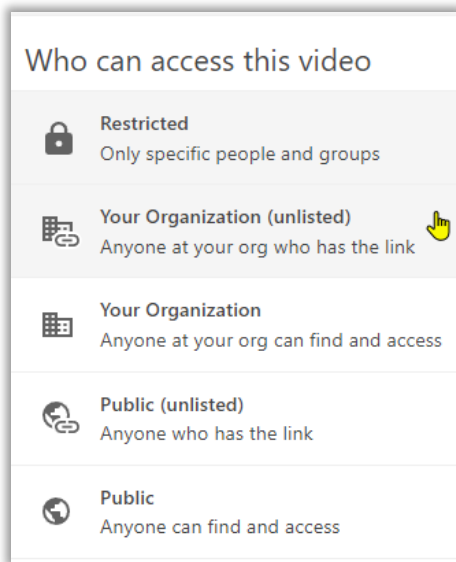 Who can access this video
Restricted
Only specific people and groups
Your Organization (unlisted)
Anyone at your org who has the link
Your Organization
Anyone at your org can find and access
Public (unlisted)
Anyone who has the link
Public
Anyone can find and access